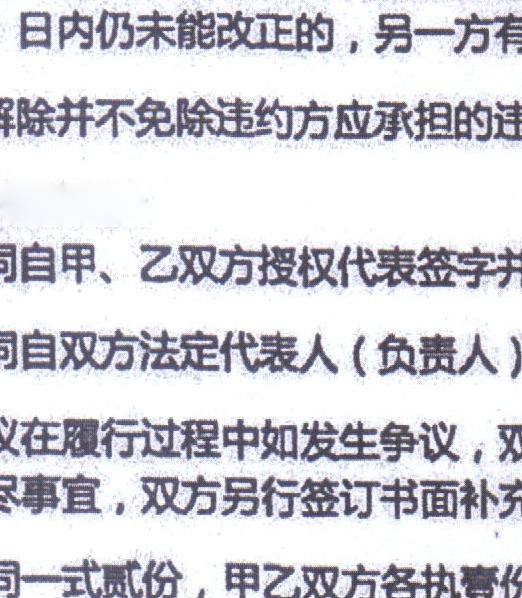 日内仍未能改正的，另一方有
解除并不免除违约方应承担的违
同自甲、乙双方授权代表签字并
同自双方法定代表人（负责人）
议在履行过程中如发生争议，双
尽事宜，双方另行签订书面补充
同一式贰份，甲乙双方各执壹份